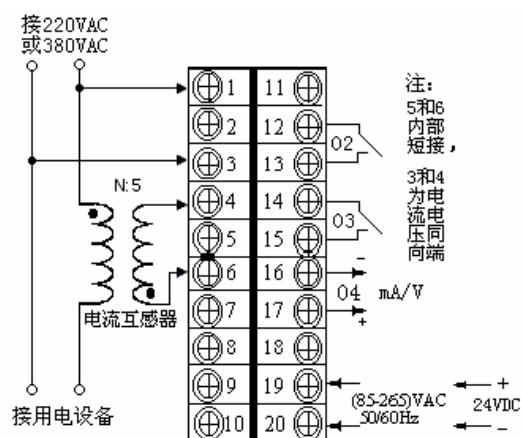 接220VAC
或380VAC
N:5
电流互感器
接用电设备
1
2
3
4
5
6
7
8
9
10
11
12
13
14
15
16
17
18
19
20
O2
O3
-
O4 mA/V
+
(85-265)VAC
50/60Hz
+
24VDC
-
注:
5和6
内部
短接,
3和4
为电
流电
压同
向端